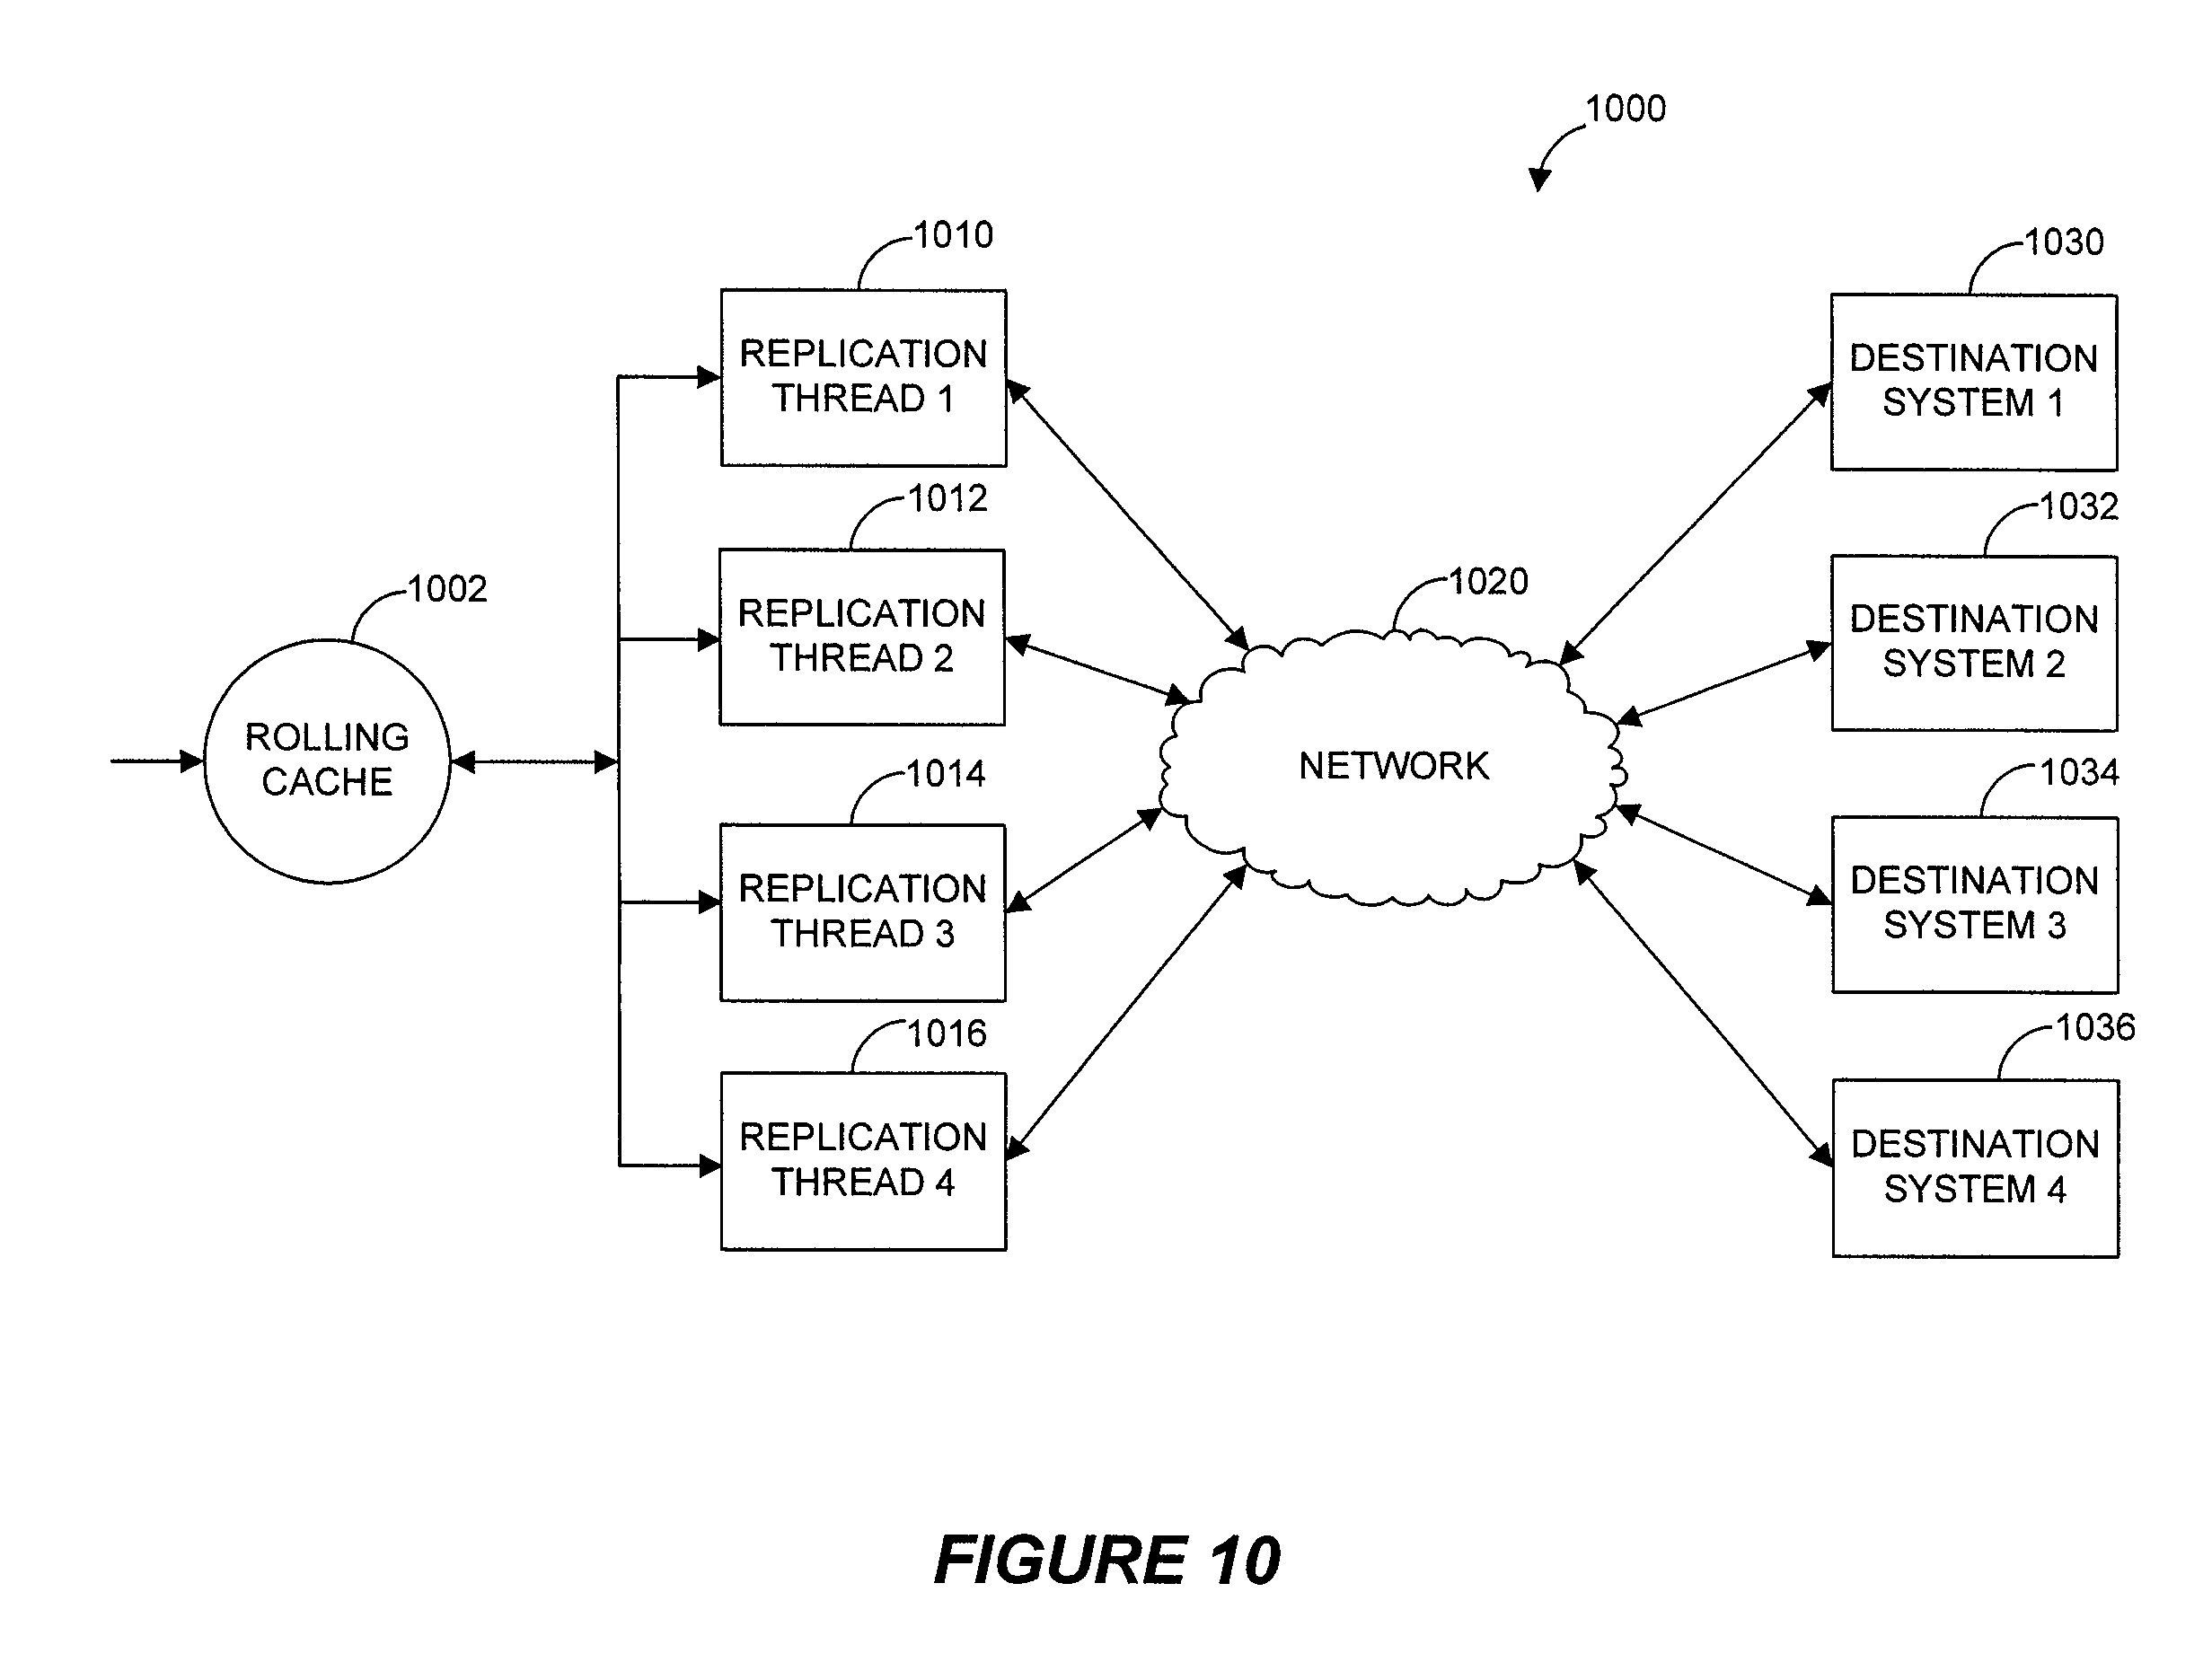 1000
1010
REPLICATION
THREAD 1
1030
DESTINATION
SYSTEM 1
1012
REPLICATION
THREAD 2
1032
DESTINATION
SYSTEM 2
1002
ROLLING
CACHE
1020
NETWORK
1014
REPLICATION
THREAD 3
1034
DESTINATION
SYSTEM 3
1016
REPLICATION
THREAD 4
1036
DESTINATION
SYSTEM 4
FIGURE 10